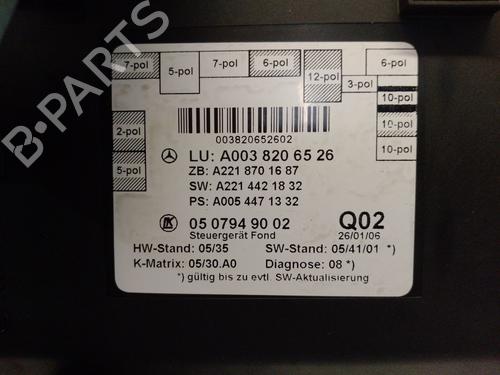 7-pol
5-pol
7-pol
6-pol
12-pol
6-pol
3-pol
10-pol
2-pol
10-pol
5-pol
10-pol
003820652602
LU: A003 820 65 26
ZB: A221 870 16 87
SW: A221 442 18 32
PS: A005 447 13 32
05 0794 90 02
Q02
Steuergerät Fond
26/01/06
HW-Stand: 05/35
SW-Stand: 05/41/01 *)
K-Matrix: 05/30.A0
Diagnose: 08 *)
*) gültig bis zu evtl. SW-Aktualisierung
B-PARTS